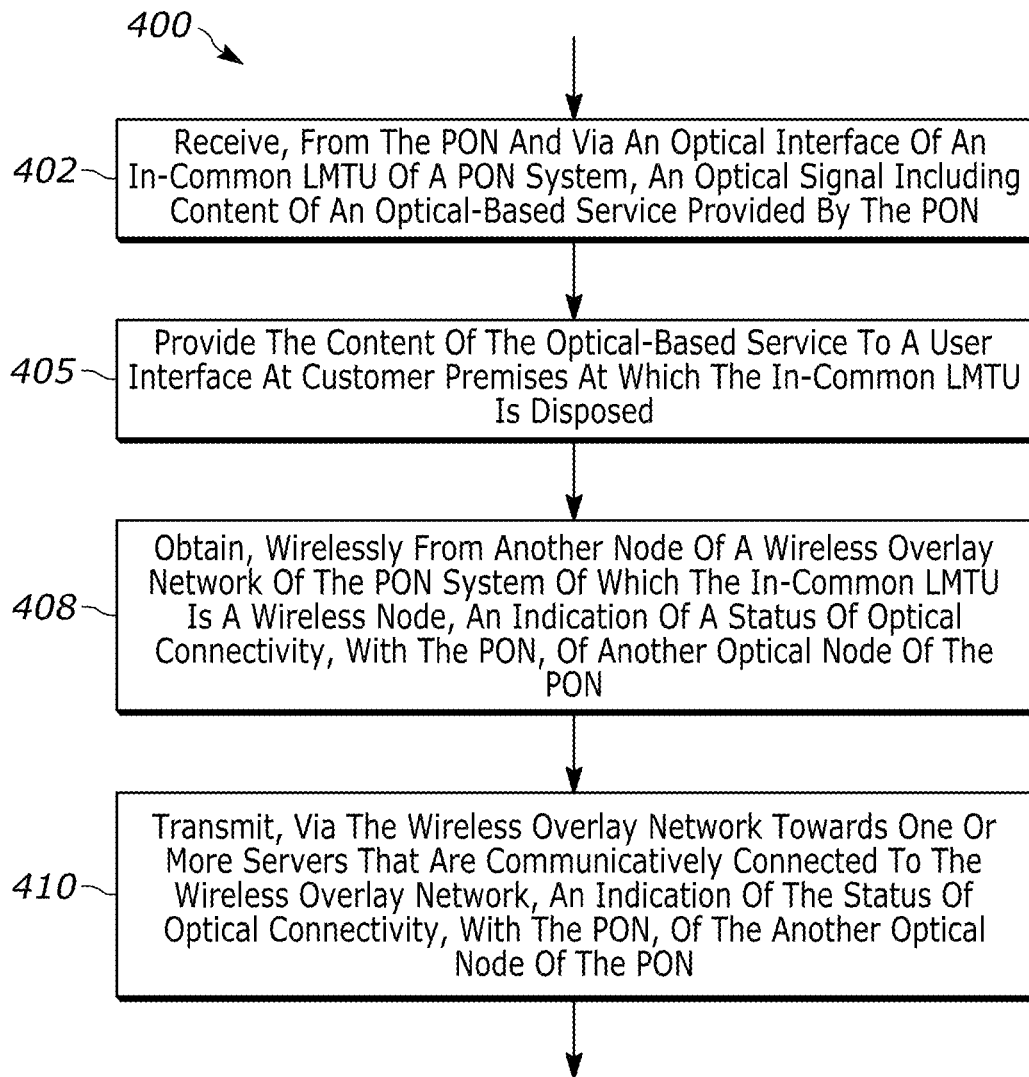 400
402
Receive, From The PON And Via An Optical Interface Of An
In-Common LMTU Of A PON System, An Optical Signal Including
Content Of An Optical-Based Service Provided By The PON
405
Provide The Content Of The Optical-Based Service To A User
Interface At Customer Premises At Which The In-Common LMTU
Is Disposed
408
Obtain, Wirelessly From Another Node Of A Wireless Overlay
Network Of The PON System Of Which The In-Common LMTU
Is A Wireless Node, An Indication Of A Status Of Optical
Connectivity, With The PON, Of Another Optical Node Of The
PON
410
Transmit, Via The Wireless Overlay Network Towards One Or
More Servers That Are Communicatively Connected To The
Wireless Overlay Network, An Indication Of The Status Of
Optical Connectivity, With The PON, Of The Another Optical
Node Of The PON